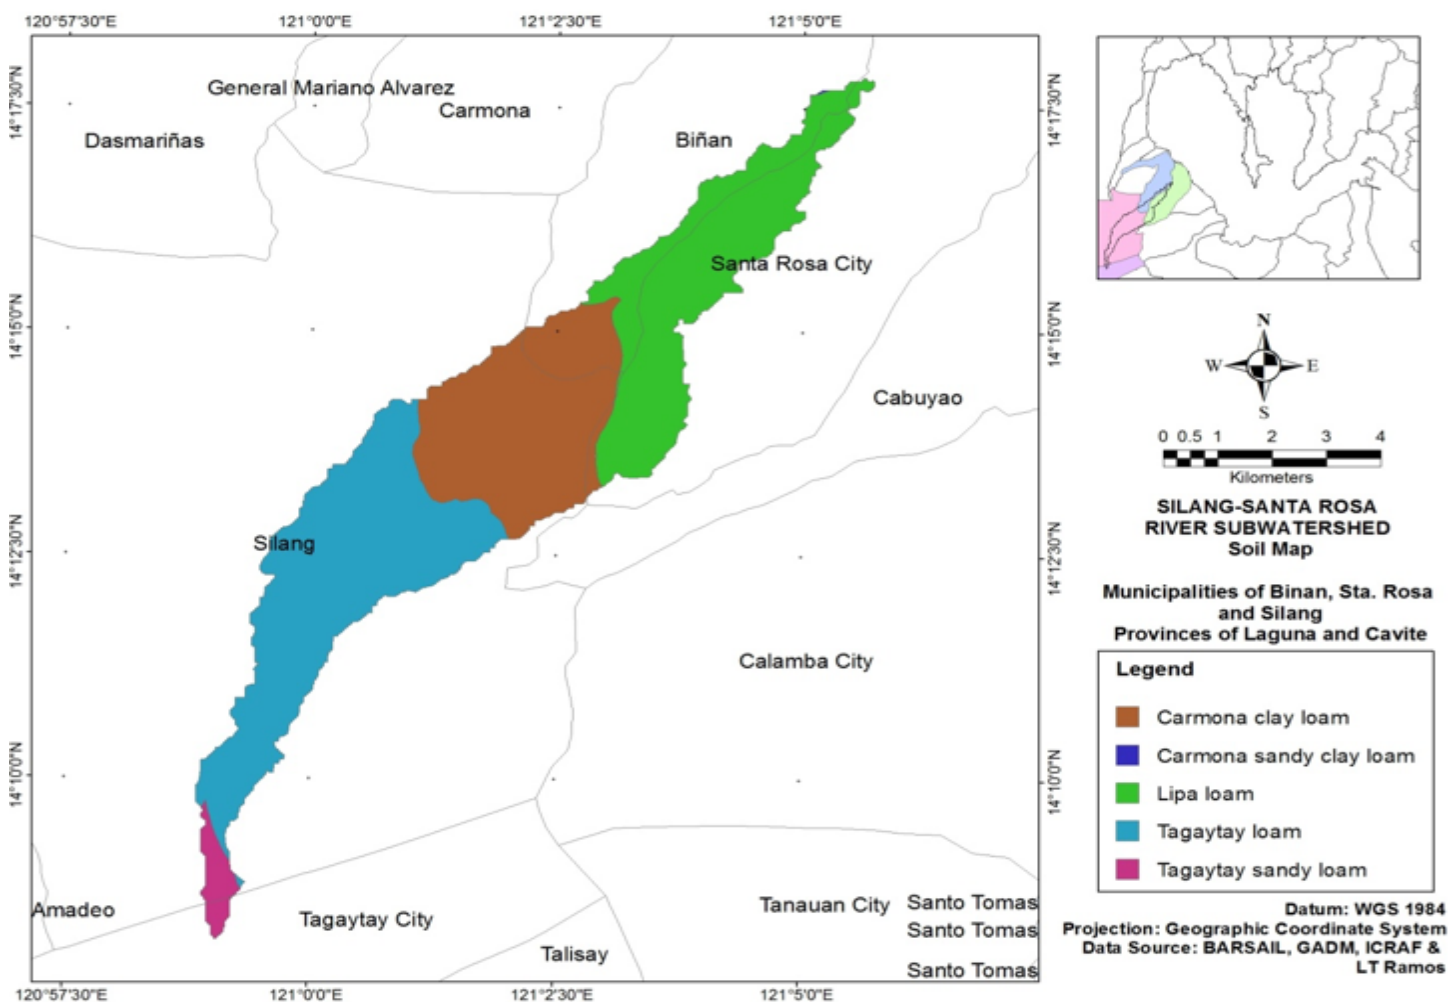 120°57'30"E
121°0'0"E
121°2'30"E
121°5'0"E
14°17'30"N
14°17'30"N
General Mariano Alvarez
Carmona
Dasmariñas
Biñan
Santa Rosa City
14°15'0"N
14°15'0"N
Cabuyao
Silang
14°12'30"N
14°12'30"N
Calamba City
14°10'0"N
14°10'0"N
Amadeo
Tagaytay City
Tanauan City
Santo Tomas
Santo Tomas
Talisay
Santo Tomas
120°57'30"E
121°0'0"E
121°2'30"E
121°5'0"E
N
W
E
S
0 0.5 1 2 3 4
Kilometers
SILANG-SANTA ROSA
RIVER SUBWATERSHED
Soil Map
Municipalities of Binan, Sta. Rosa
and Silang
Provinces of Laguna and Cavite
Legend
Carmona clay loam
Carmona sandy clay loam
Lipa loam
Tagaytay loam
Tagaytay sandy loam
Datum: WGS 1984
Projection: Geographic Coordinate System
Data Source: BARSAIL, GADM, ICRAF &
LT Ramos